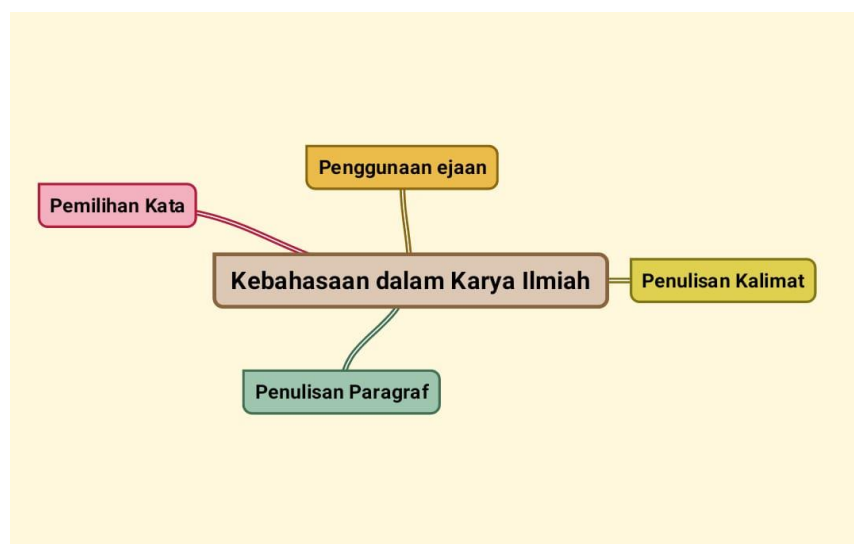 Penggunaan ejaan
Pemilihan Kata
Kebahasaan dalam Karya Ilmiah
Penulisan Kalimat
Penulisan Paragraf